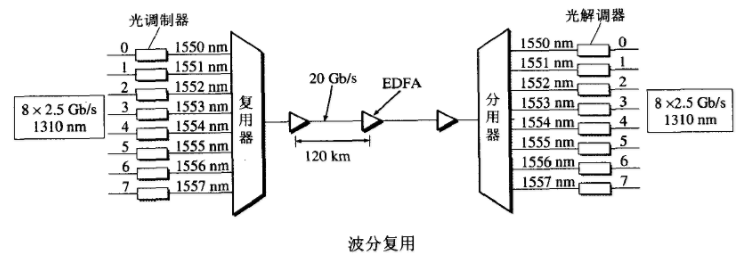 光调制器
光解调器
0 1550 nm
1 1551 nm
2 1552 nm
3 1553 nm
4 1554 nm
5 1555 nm
6 1556 nm
7 1557 nm
8×2.5 Gb/s
1310 nm
复用器
20 Gb/s
EDFA
120 km
分用器
1550 nm 0
1551 nm 1
1552 nm 2
1553 nm 3
1554 nm 4
1555 nm 5
1556 nm 6
1557 nm 7
8×2.5 Gb/s
1310 nm
波分复用